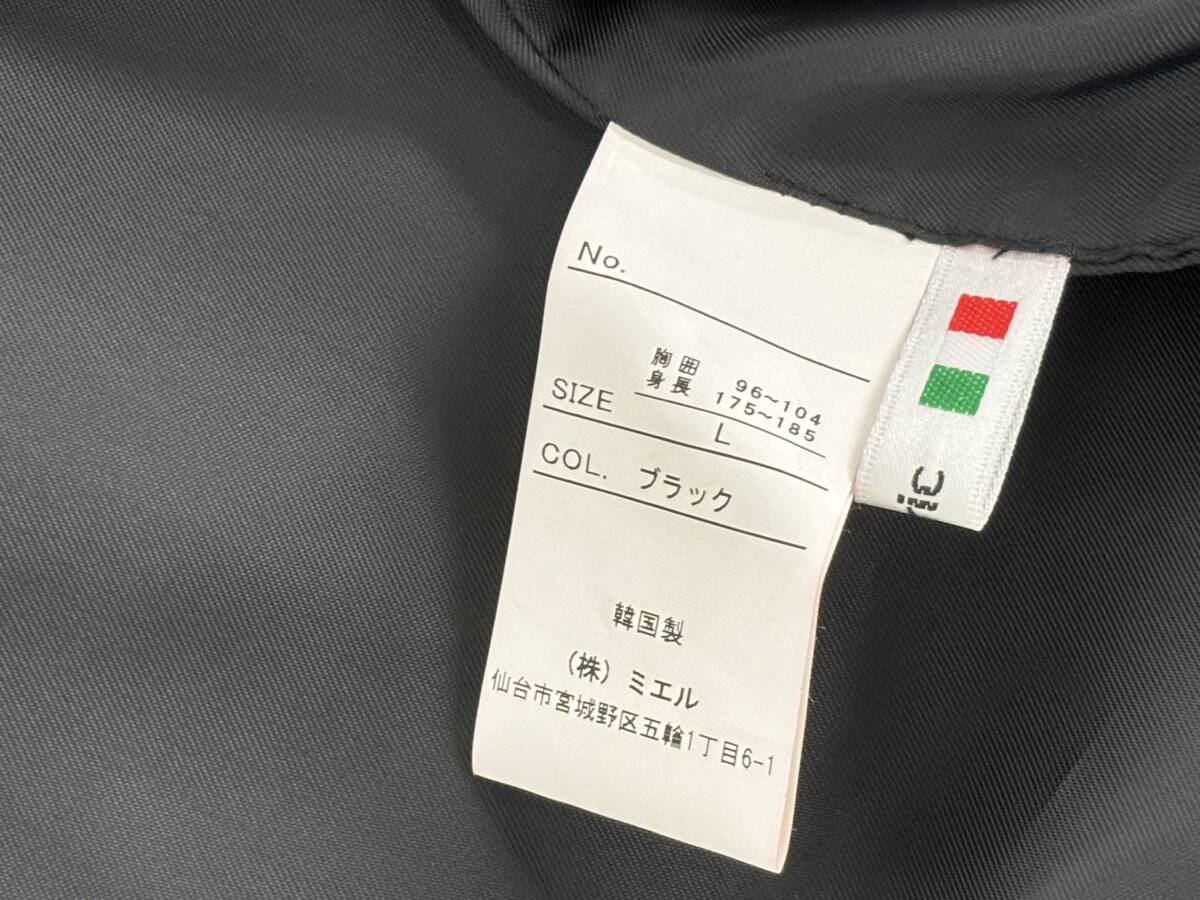 No.
胸囲 96~104
身長 175~185
SIZE L
COL. ブラック
韓国製
(株) ミエル
仙台市宮城野区五輪1丁目6-1